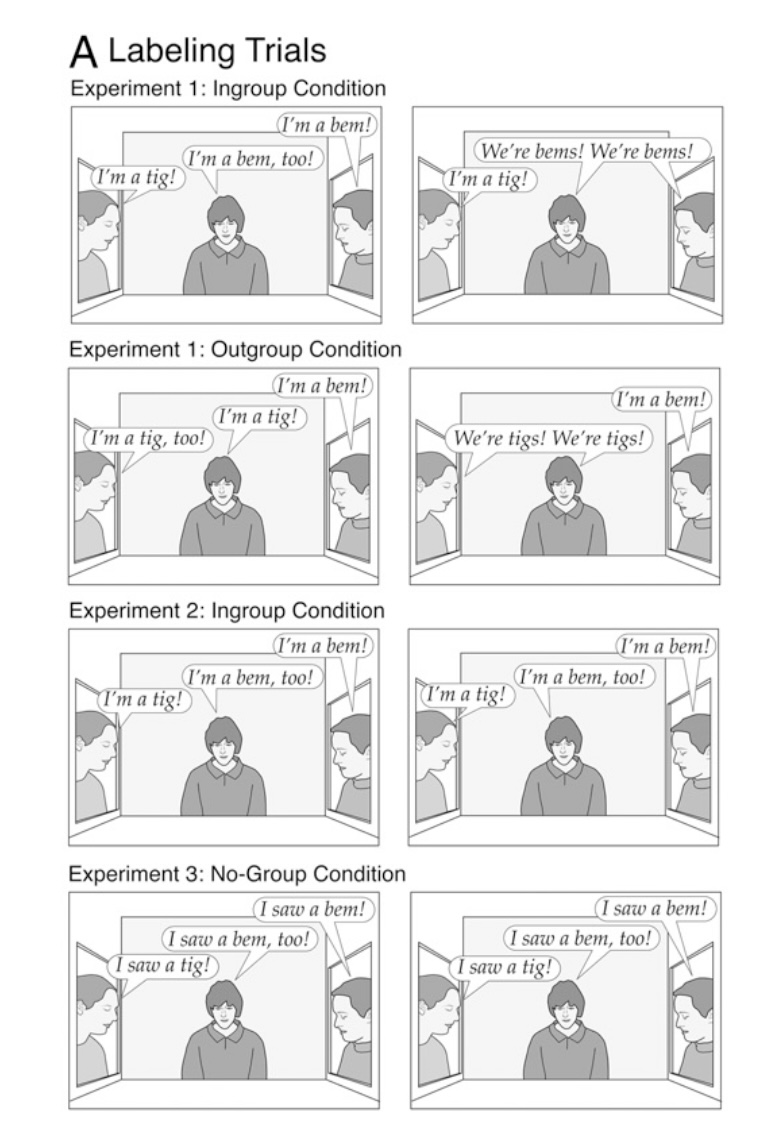 A Labeling Trials
Experiment 1: Ingroup Condition
I'm a bem!
I'm a bem, too!
I'm a tig!
We're bems! We're bems!
I'm a tig!
Experiment 1: Outgroup Condition
I'm a bem!
I'm a tig!
I'm a tig, too!
I'm a bem!
We're tigs! We're tigs!
Experiment 2: Ingroup Condition
I'm a bem!
I'm a bem, too!
I'm a tig!
I'm a bem!
I'm a bem, too!
I'm a tig!
Experiment 3: No-Group Condition
I saw a bem!
I saw a bem, too!
I saw a tig!
I saw a bem!
I saw a bem, too!
I saw a tig!